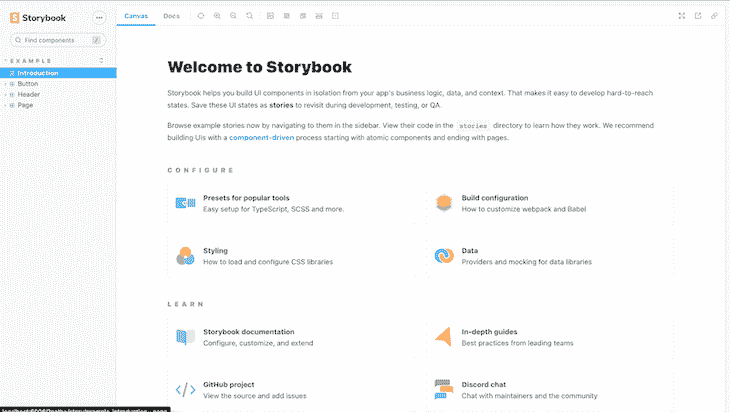 Storybook
Canvas
Docs
Find components
/
EXAMPLE
Introduction
Button
Header
Page
Welcome to Storybook
Storybook helps you build UI components in isolation from your app's business logic, data, and context. That makes it easy to develop hard-to-reach
states. Save these UI states as stories to revisit during development, testing, or QA.
Browse example stories now by navigating to them in the sidebar. View their code in the stories directory to learn how they work. We recommend
building UIs with a component-driven process starting with atomic components and ending with pages.
CONFIGURE
Presets for popular tools
Easy setup for TypeScript, SCSS and more.
Build configuration
How to customize webpack and Babel
Styling
How to load and configure CSS libraries
Data
Providers and mocking for data libraries
LEARN
Storybook documentation
Configure, customize, and extend
In-depth guides
Best practices from leading teams
GitHub project
View the source and add issues
Discord chat
Chat with maintainers and the community